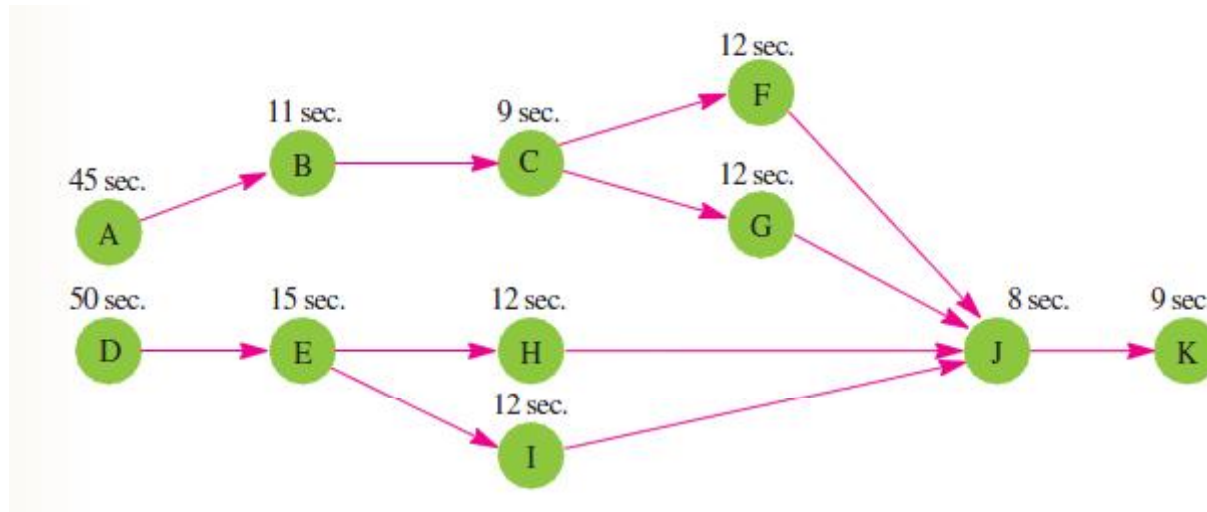 12 sec.
F
11 sec.
9 sec.
B
C
45 sec.
12 sec.
A
G
50 sec.
15 sec.
12 sec.
8 sec.
9 sec
D
E
H
J
K
12 sec.
I